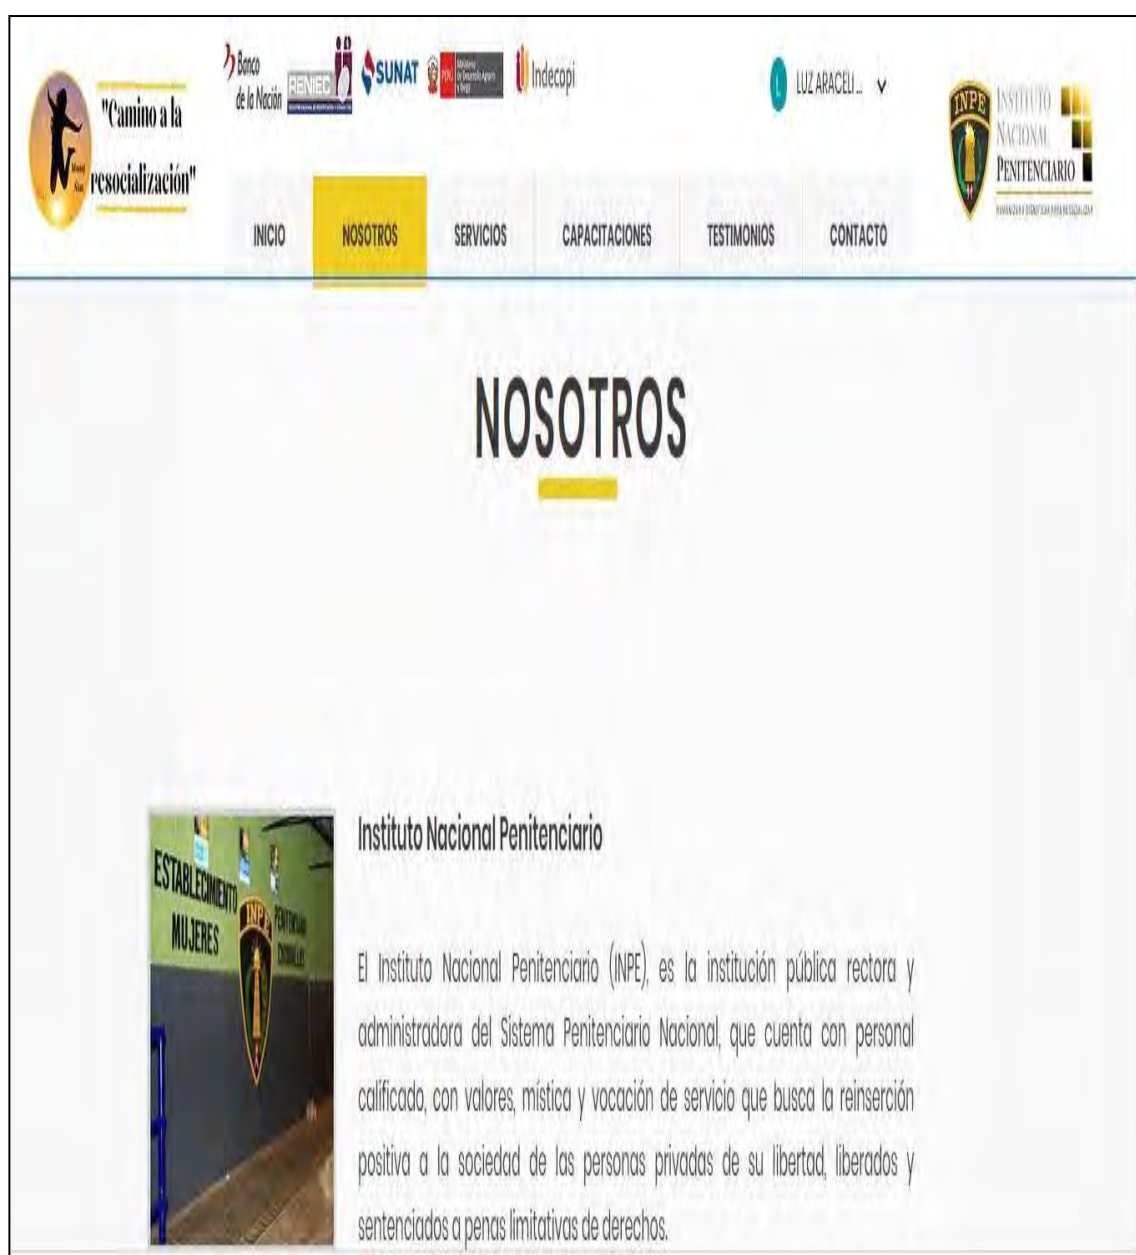 "Camino a la
resocialización"
Banco
de la Nación
RENIEC
SUNAT
PERÚ
Indecopi
L
LUZ ARACELI ...
INPE
INSTITUTO
NACIONAL
PENITENCIARIO
INICIO
NOSOTROS
SERVICIOS
CAPACITACIONES
TESTIMONIOS
CONTACTO
NOSOTROS
ESTABLECIMIENTO
MUJERES
INPE
Instituto Nacional Penitenciario
El Instituto Nacional Penitenciario (INPE), es la institución pública rectora y
administradora del Sistema Penitenciario Nacional, que cuenta con personal
calificado, con valores, mística y vocación de servicio que busca la reinserción
positiva a la sociedad de las personas privadas de su libertad, liberados y
sentenciados a penas limitativas de derechos.